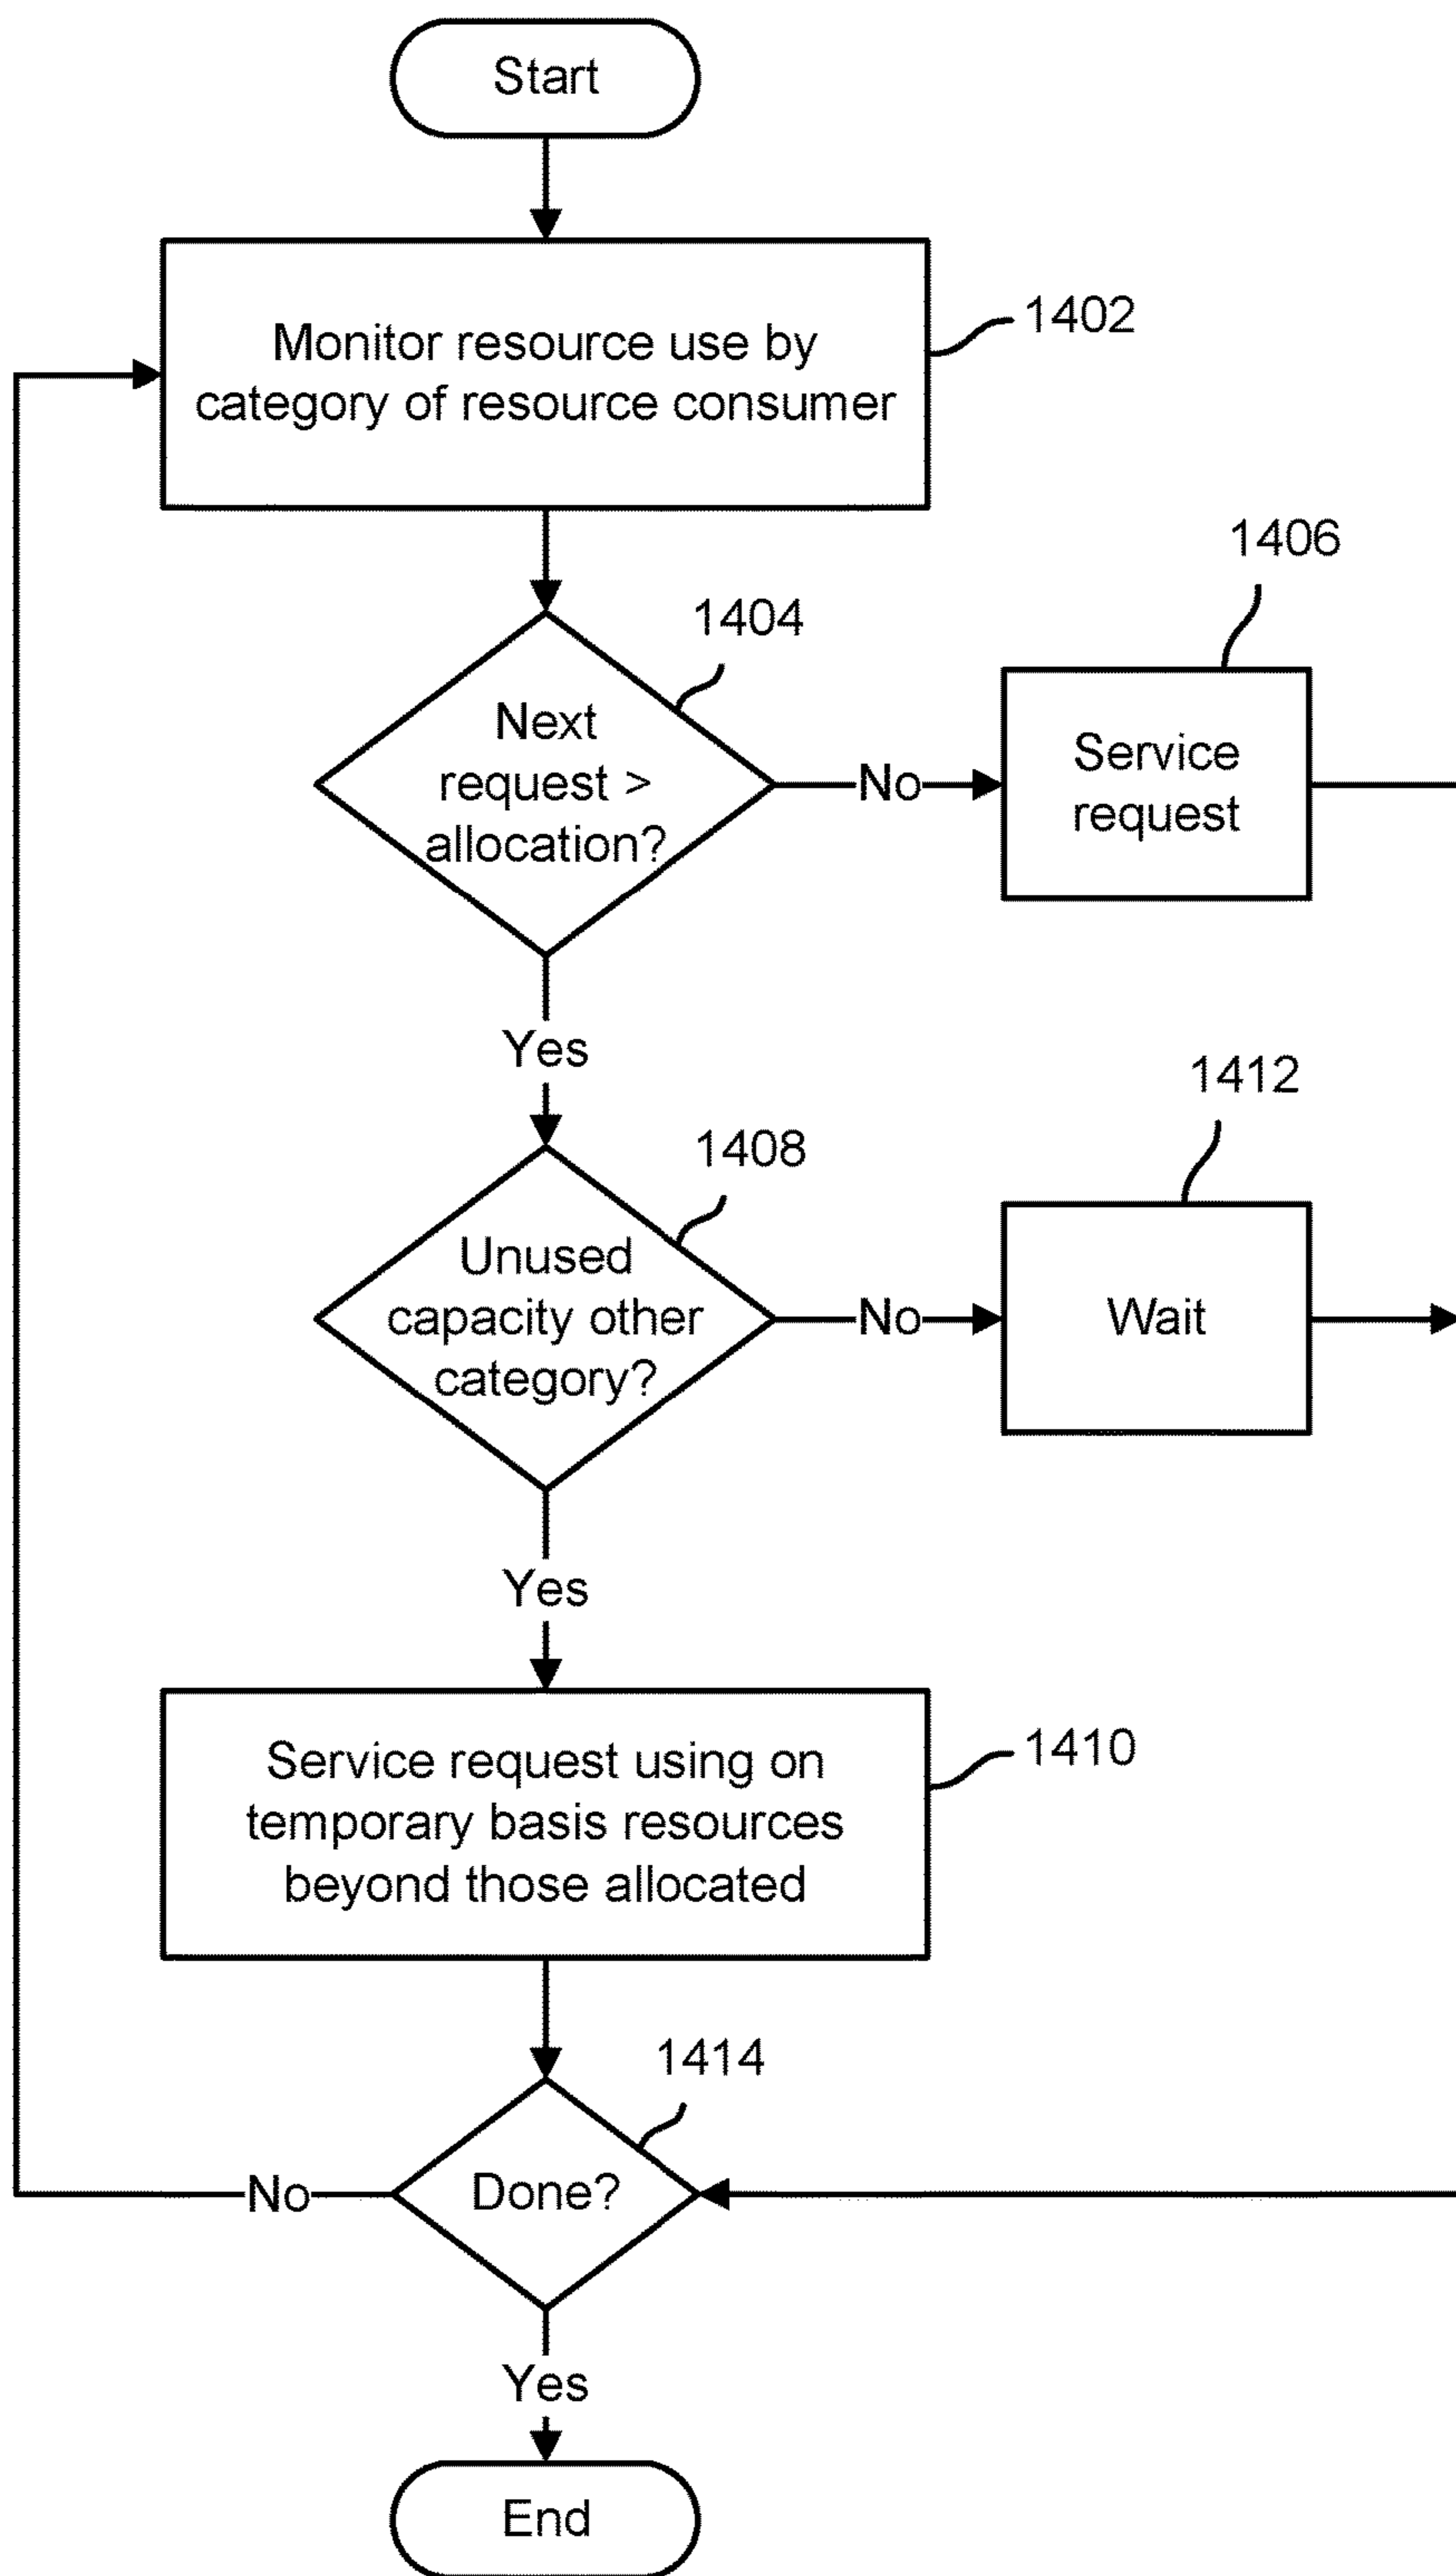 Start
Monitor resource use by
category of resource consumer
1402
1404
Next
request >
allocation?
No
1406
Service
request
Yes
1408
Unused
capacity other
category?
No
1412
Wait
Yes
Service request using on
temporary basis resources
beyond those allocated
1410
1414
Done?
No
Yes
End